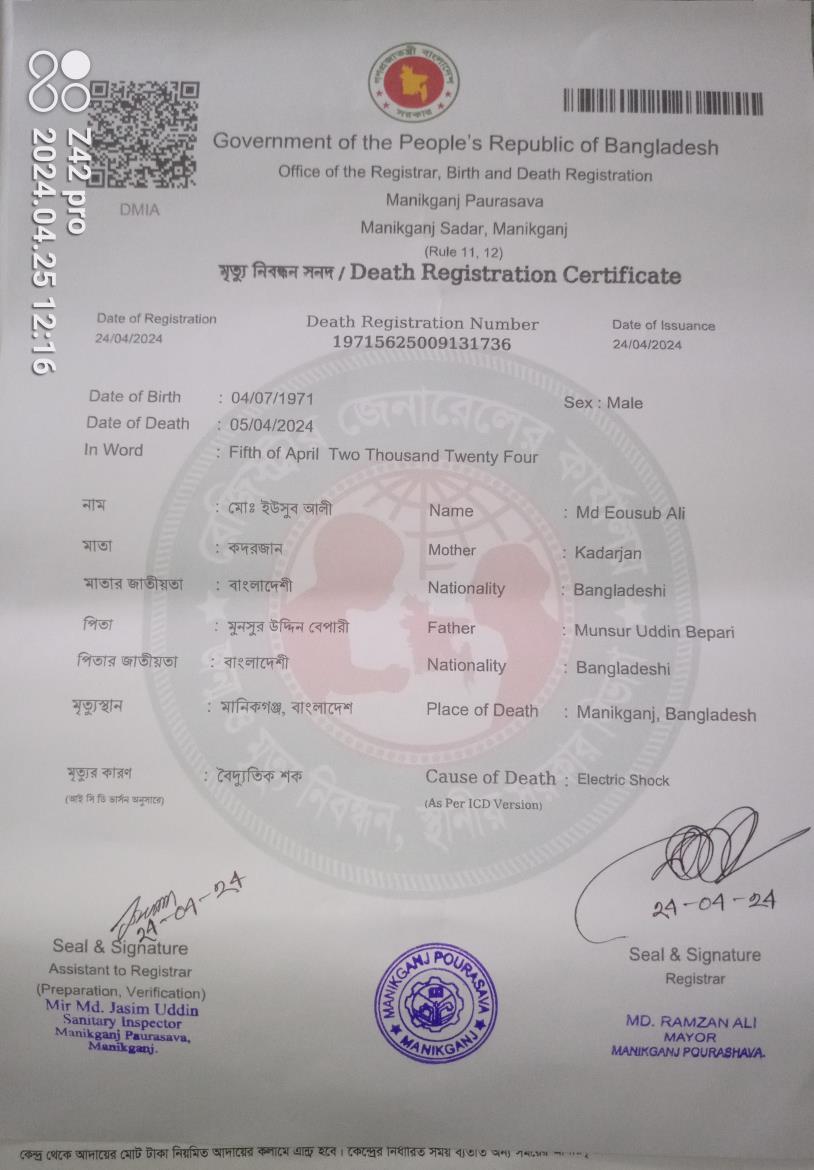 Z42 pro
2024.04.25 12:16
গণপ্রজাতন্ত্রী বাংলাদেশ
সরকার
DMIA
Government of the People's Republic of Bangladesh
Office of the Registrar, Birth and Death Registration
Manikganj Paurasava
Manikganj Sadar, Manikganj
(Rule 11, 12)
মৃত্যু নিবন্ধন সনদ / Death Registration Certificate
Date of Registration
24/04/2024
Death Registration Number
19715625009131736
Date of Issuance
24/04/2024
Date of Birth : 04/07/1971 Sex : Male
Date of Death : 05/04/2024
In Word : Fifth of April Two Thousand Twenty Four
নাম : মোঃ ইউসুব আলী Name : Md Eousub Ali
মাতা : কদরজান Mother : Kadarjan
মাতার জাতীয়তা : বাংলাদেশী Nationality : Bangladeshi
পিতা : মুনসুর উদ্দিন বেপারী Father : Munsur Uddin Bepari
পিতার জাতীয়তা : বাংলাদেশী Nationality : Bangladeshi
মৃত্যুস্থান : মানিকগঞ্জ, বাংলাদেশ Place of Death : Manikganj, Bangladesh
মৃত্যুর কারণ : বৈদ্যুতিক শক Cause of Death : Electric Shock
(আই সি ডি ভার্সন অনুসারে) (As Per ICD Version)
24-04-24
Seal & Signature
Assistant to Registrar
(Preparation, Verification)
Mir Md. Jasim Uddin
Sanitary Inspector
Manikganj Paurasava,
Manikganj.
MANIKGANJ POURASAVA
MANIKGANJ
24-04-24
Seal & Signature
Registrar
MD. RAMZAN ALI
MAYOR
MANIKGANJ POURASHAVA.
কেন্দ্র থেকে আদায়ের মোট টাকা নিয়মিত আদায়ের কলামে এন্ট্রি হবে। কেন্দ্রের নির্ধারিত সময় ব্যতীত অন্য